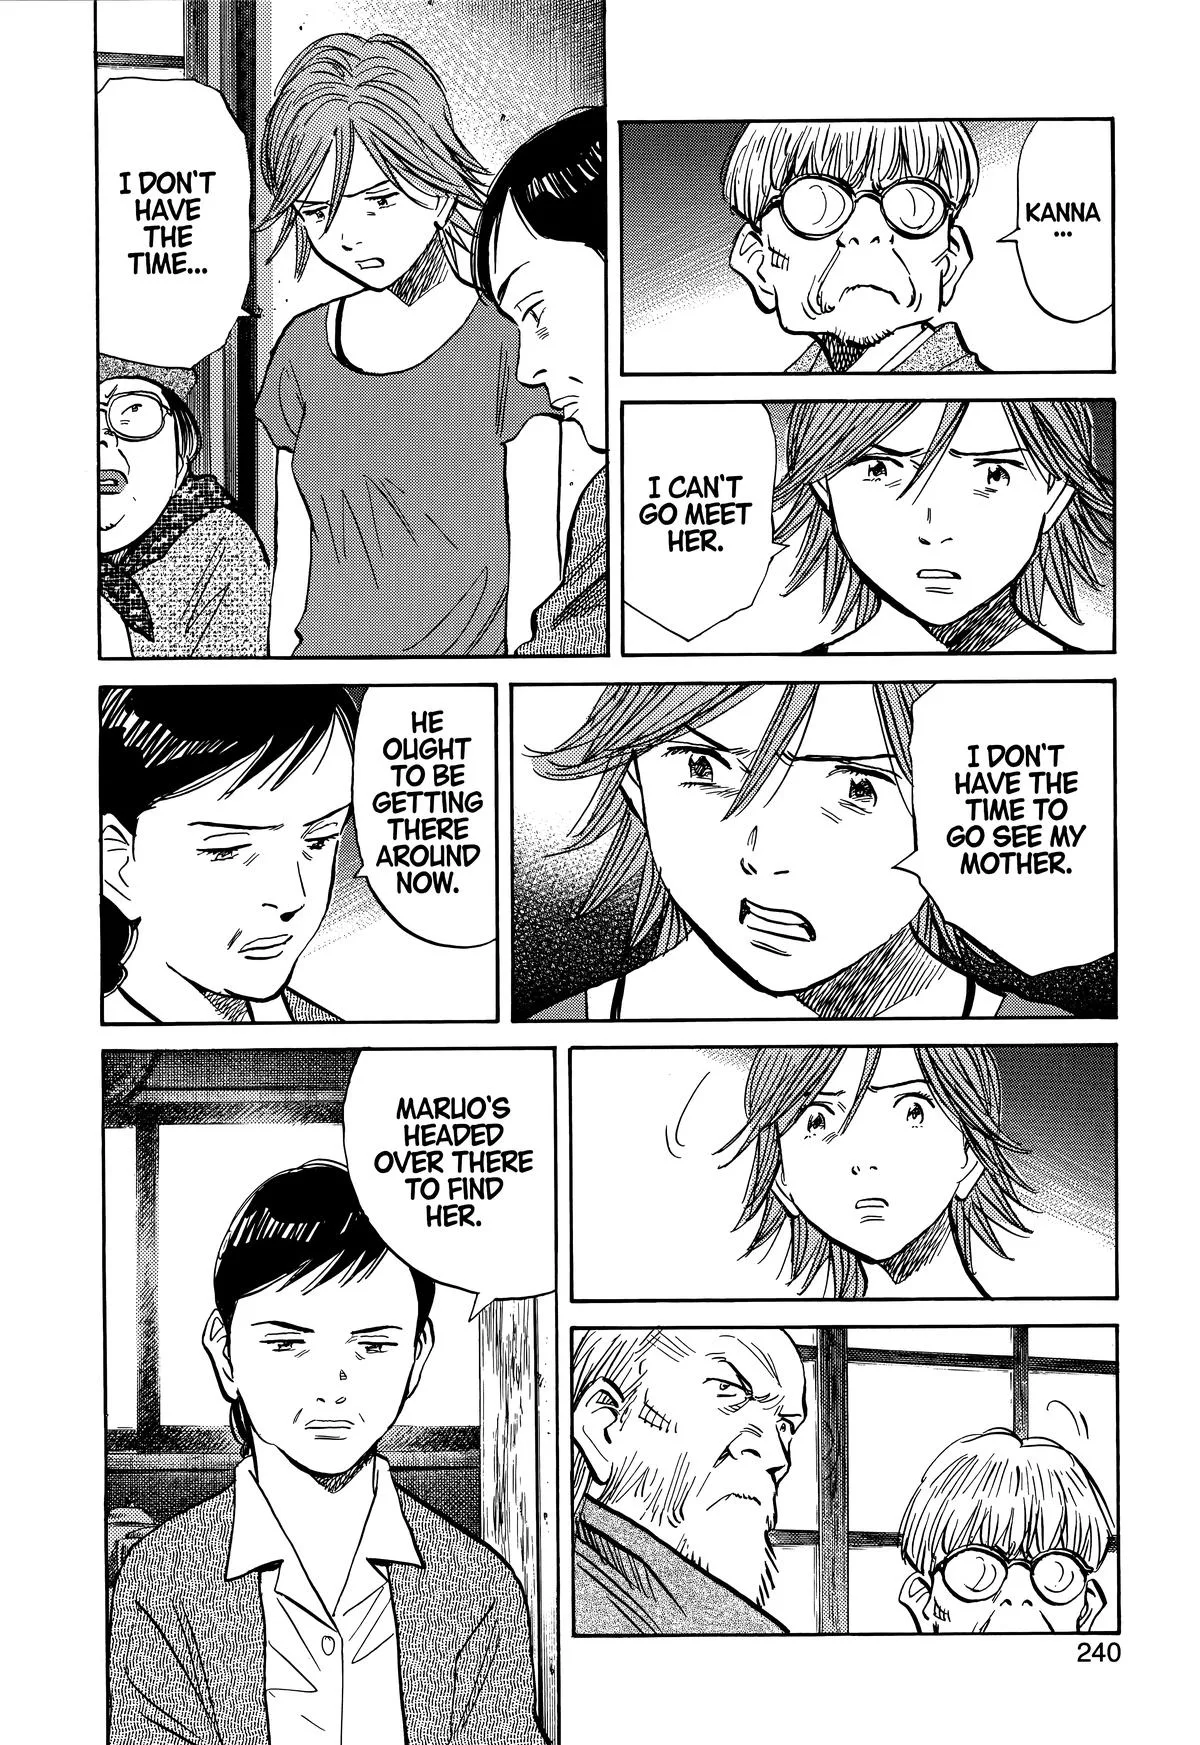 KANNA
...
I CAN'T
GO MEET
HER.
I DON'T
HAVE
THE
TIME...
I DON'T
HAVE THE
TIME TO
GO SEE MY
MOTHER.
HE
OUGHT
TO BE
GETTING
THERE
AROUND
NOW.
MARUO'S
HEADED
OVER THERE
TO FIND
HER.
240